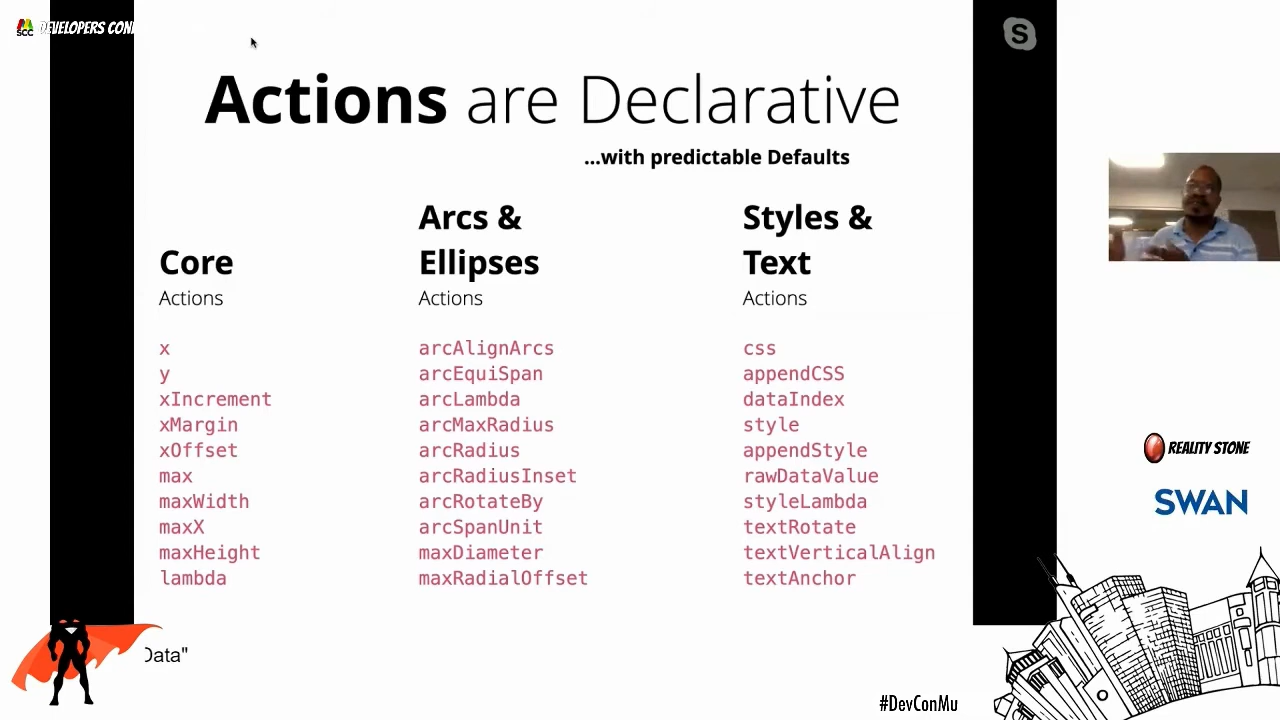 SCC
DEVELOPERS CON
S
Actions are Declarative
...with predictable Defaults
Core
Actions
x
y
xIncrement
xMargin
xOffset
max
maxWidth
maxX
maxHeight
lambda
Arcs &
Ellipses
Actions
arcAlignArcs
arcEquiSpan
arcLambda
arcMaxRadius
arcRadius
arcRadiusInset
arcRotateBy
arcSpanUnit
maxDiameter
maxRadialOffset
Styles &
Text
Actions
css
appendCSS
dataIndex
style
appendStyle
rawDataValue
styleLambda
textRotate
textVerticalAlign
textAnchor
REALITY STONE
SWAN
Data"
#DevConMu